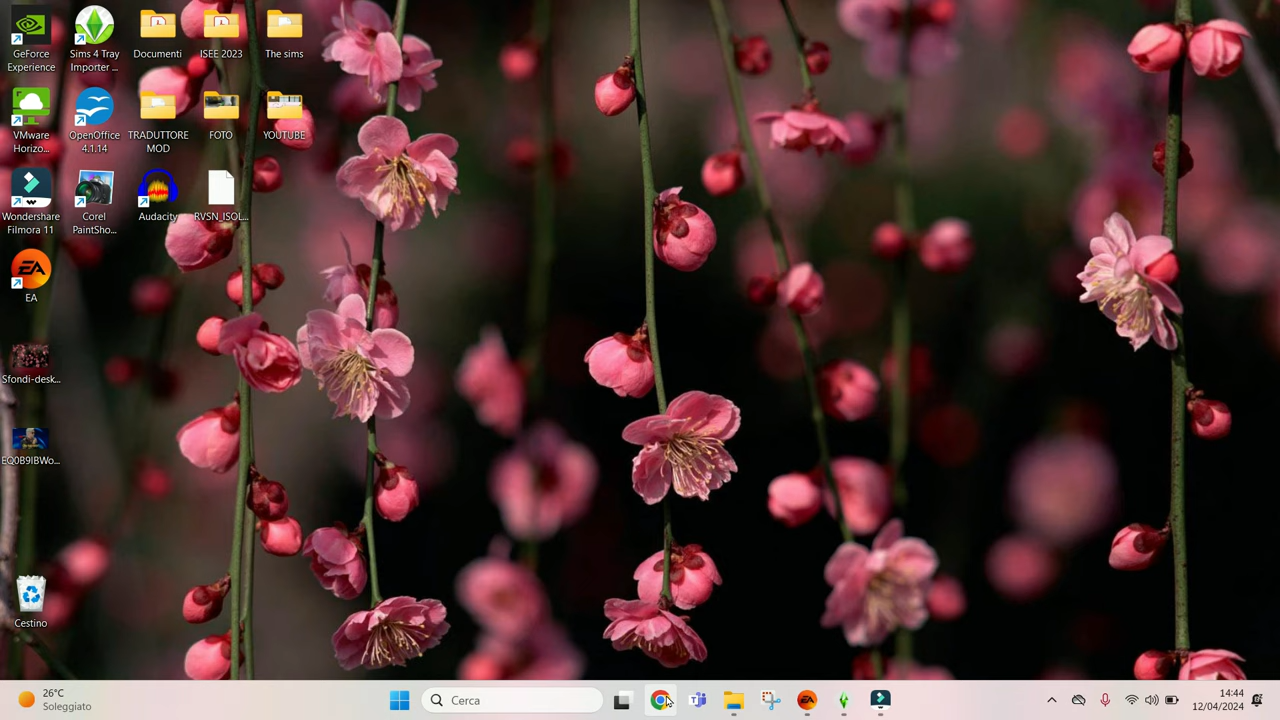 GeForce
Experience
Sims 4 Tray
Importer ...
Documenti
ISEE 2023
The sims
VMware
Horizo...
OpenOffice
4.1.14
TRADUTTORE
MOD
FOTO
YOUTUBE
Wondershare
Filmora 11
Corel
PaintSho...
Audacity
RVSN_ISOL...
EA
EA
Sfondi-desk...
EQ0B9IBWo...
Cestino
26°C
Soleggiato
Cerca
EA
14:44
12/04/2024